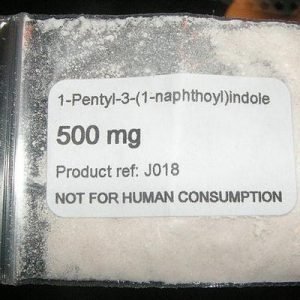 1-Pentyl-3-(1-naphthoyl)indole
500 mg
Product ref: J018
NOT FOR HUMAN CONSUMPTION